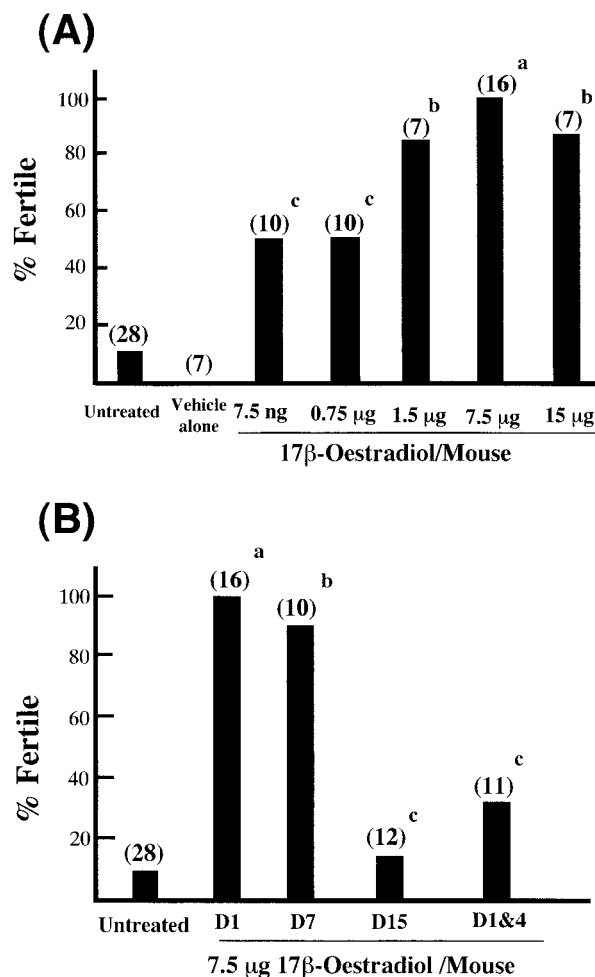 (A)
% Fertile
100
80
60
40
20
(28)
(7)
(10) c
(10) c
(7) b
(16) a
(7) b
Untreated
Vehicle
alone
7.5 ng
0.75 μg
1.5 μg
7.5 μg
15 μg
17β-Oestradiol/Mouse
(B)
% Fertile
100
80
60
40
20
(28)
(16) a
(10) b
(12) c
(11) c
Untreated
D1
D7
D15
D1&4
7.5 μg 17β-Oestradiol /Mouse